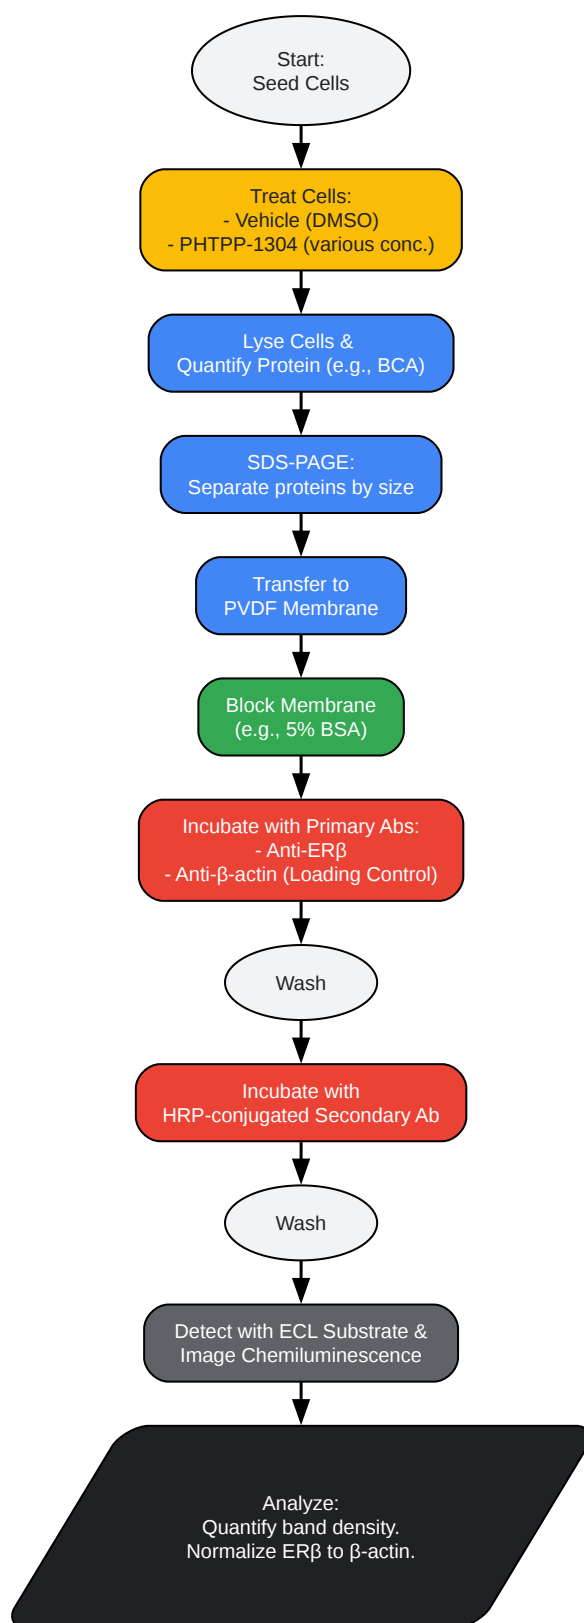 Start:
Seed Cells
Treat Cells:
- Vehicle (DMSO)
- PHTPP-1304 (various conc.)
Lyse Cells &
Quantify Protein (e.g., BCA)
SDS-PAGE:
Separate proteins by size
Transfer to
PVDF Membrane
Block Membrane
(e.g., 5% BSA)
Incubate with Primary Abs:
- Anti-ERβ
- Anti-β-actin (Loading Control)
Wash
Incubate with
HRP-conjugated Secondary Ab
Wash
Detect with ECL Substrate &
Image Chemiluminescence
Analyze:
Quantify band density.
Normalize ERβ to β-actin.